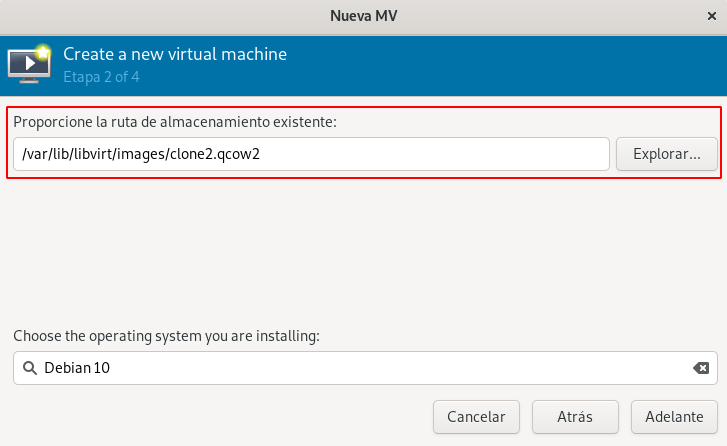 Nueva MV
Create a new virtual machine
Etapa 2 of 4
Proporcione la ruta de almacenamiento existente:
/var/lib/libvirt/images/clone2.qcow2
Explorar...
Choose the operating system you are installing:
Debian 10
Cancelar
Atrás
Adelante